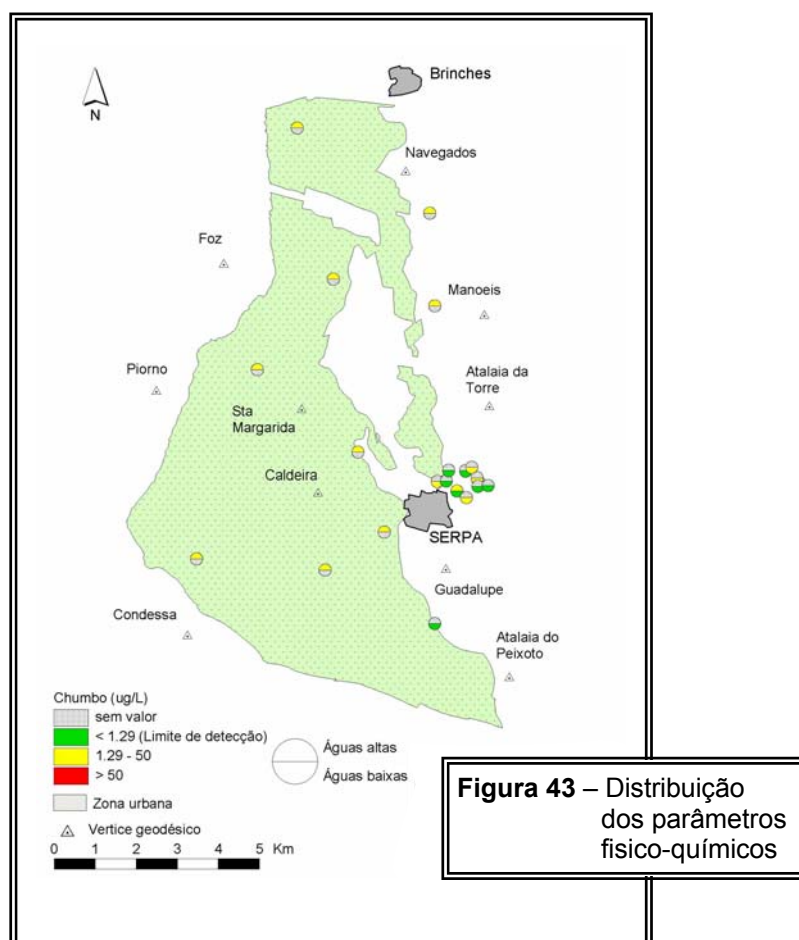 Brinches
N
Navegados
Foz
Manoeis
Piorno
Atalaia da
Torre
Sta
Margarida
Caldeira
SERPA
Guadalupe
Condessa
Atalaia do
Peixoto
Chumbo (ug/L)
sem valor
< 1.29 (Limite de detecção)
1.29 - 50
> 50
Águas altas
Águas baixas
Zona urbana
Vertice geodésico
0 1 2 3 4 5 Km
Figura 43 – Distribuição
dos parâmetros
fisico-químicos